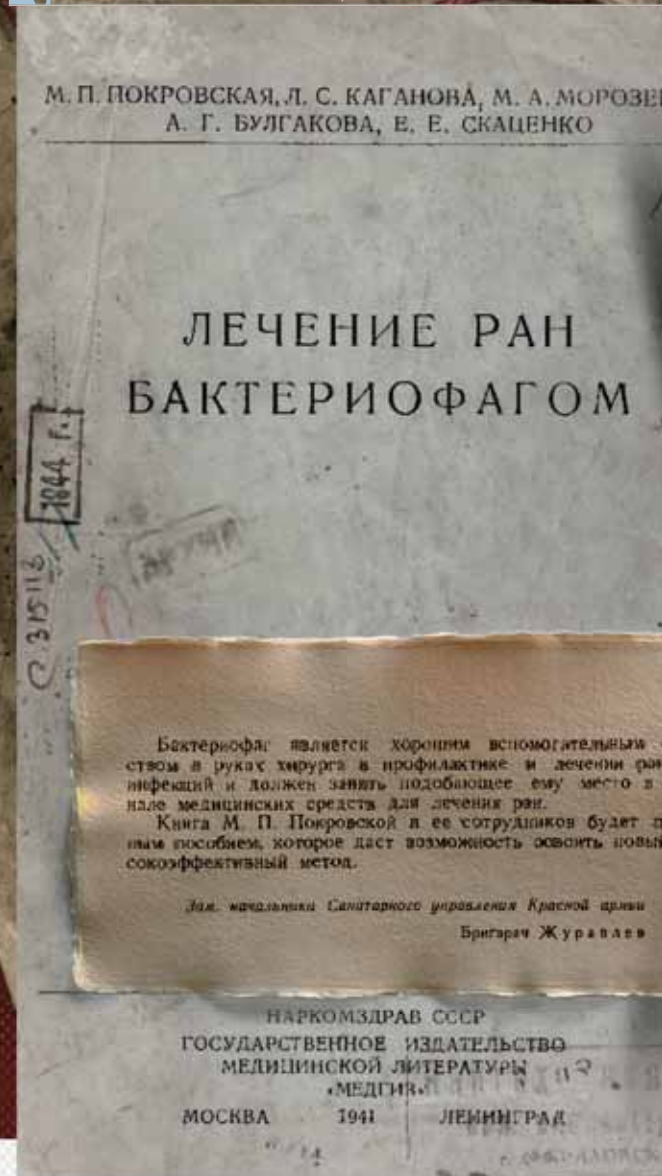 М. П. ПОКРОВСКАЯ, Л. С. КАГАНОВА, М. А. МОРОЗЕ
А. Г. БУЛГАКОВА, Е. Е. СКАЦЕНКО
ЛЕЧЕНИЕ РАН
БАКТЕРИОФАГОМ
1944 г.
О.315113
АРХИВ
Бактериофаг является хорошим вспомогательным
ством в руках хирурга в профилактике и лечении ран
инфекций и должен занять подобающее ему место в
нале медицинских средств для лечения ран.
Книга М. П. Покровской и ее сотрудников будет п
ным пособием, которое даст возможность освоить новый
сокоэффективный метод.
Зам. начальника Санитарного управления Красной армии
Бригврач Журавлев
НАРКОМЗДРАВ СССР
ГОСУДАРСТВЕННОЕ ИЗДАТЕЛЬСТВО
МЕДИЦИНСКОЙ ЛИТЕРАТУРЫ
«МЕДГИЗ»
МОСКВА 1941 ЛЕНИНГРАД